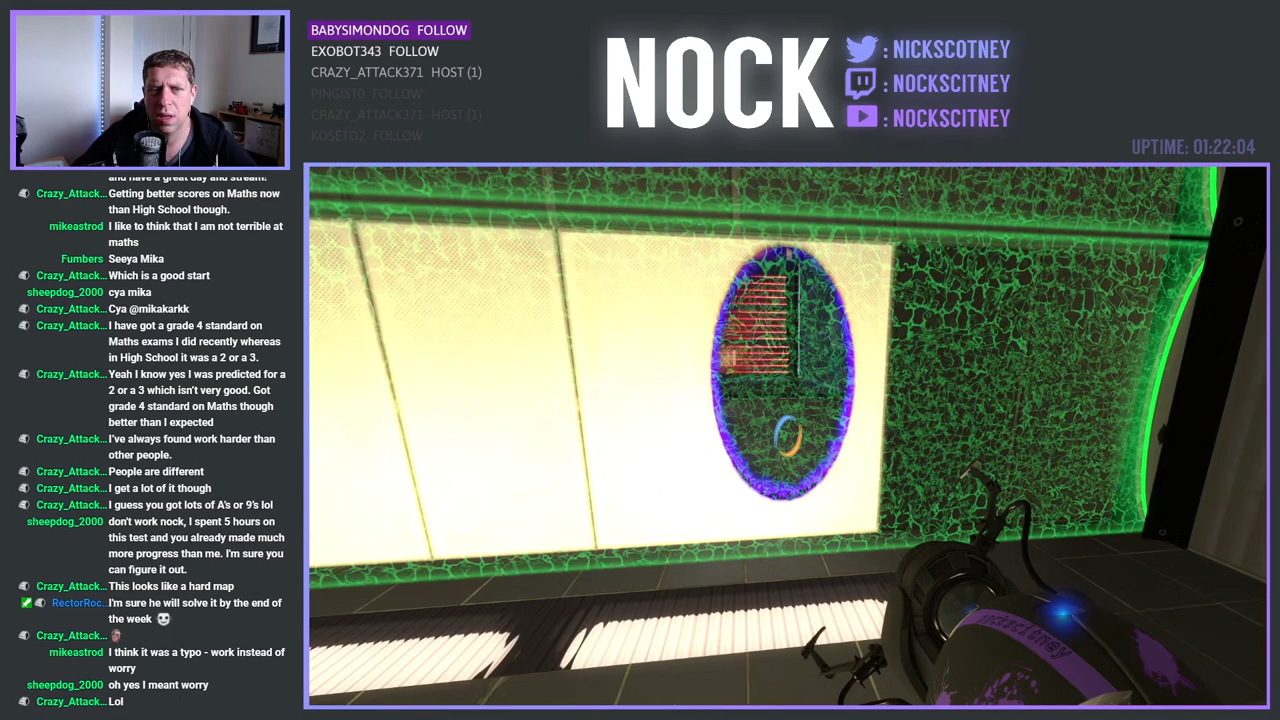 BABYSIMONDOG FOLLOW
EXOBOT343 FOLLOW
CRAZY_ATTACK371 HOST (1)
PINGIST0 FOLLOW
CRAZY_ATTACK371 HOST (1)
KOSETO2 FOLLOW
NOCK
: NICKSCOTNEY
: NOCKSCITNEY
: NOCKSCITNEY
UPTIME: 01:22:04
and have a great day and stream!
Crazy_Attack... Getting better scores on Maths now
than High School though.
mikeastrod I like to think that I am not terrible at
maths
Fumbers Seeya Mika
Crazy_Attack... Which is a good start
sheepdog_2000 cya mika
Crazy_Attack... Cya @mikakarkk
Crazy_Attack... I have got a grade 4 standard on
Maths exams I did recently whereas
in High School it was a 2 or a 3.
Crazy_Attack... Yeah I know yes I was predicted for a
2 or a 3 which isn't very good. Got
grade 4 standard on Maths though
better than I expected
Crazy_Attack... I've always found work harder than
other people.
Crazy_Attack... People are different
Crazy_Attack... I get a lot of it though
Crazy_Attack... I guess you got lots of A's or 9's lol
sheepdog_2000 don't work nock, I spent 5 hours on
this test and you already made much
more progress than me. I'm sure you
can figure it out.
Crazy_Attack... This looks like a hard map
RectorRoc... I'm sure he will solve it by the end of
the week
Crazy_Attack...
mikeastrod I think it was a typo - work instead of
worry
sheepdog_2000 oh yes I meant worry
Crazy_Attack... Lol
nockscitney